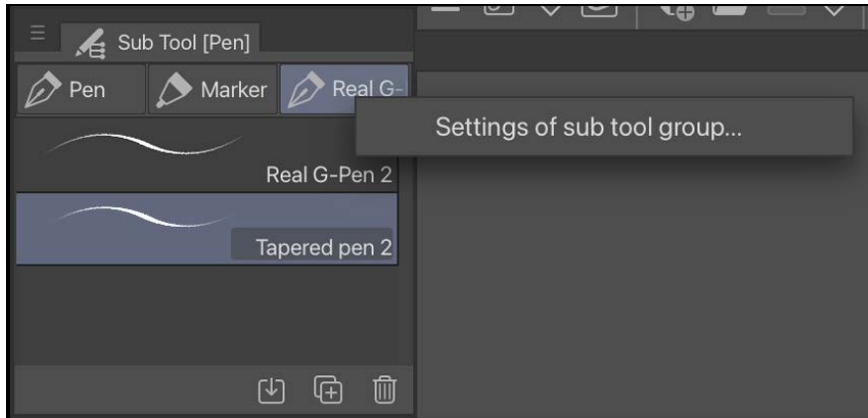 Sub Tool [Pen]
Pen
Marker
Real G-
Settings of sub tool group...
Real G-Pen 2
Tapered pen 2